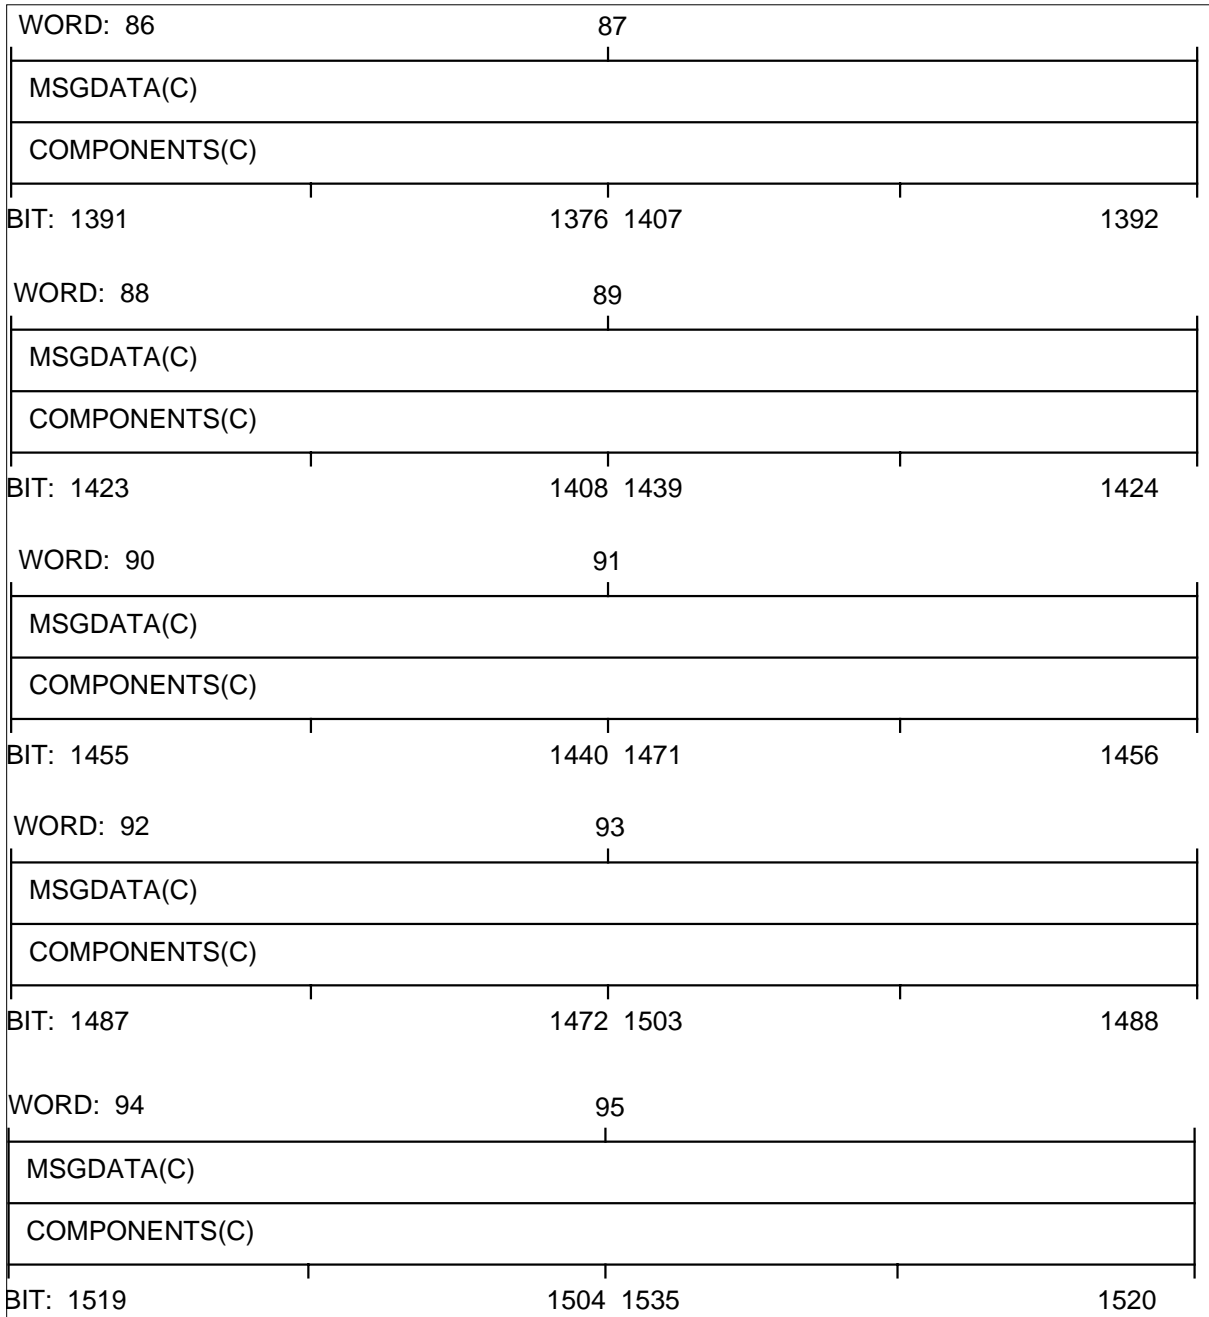 WORD: 86 87
MSGDATA(C)
COMPONENTS(C)
BIT: 1391 1376 1407 1392
WORD: 88 89
MSGDATA(C)
COMPONENTS(C)
BIT: 1423 1408 1439 1424
WORD: 90 91
MSGDATA(C)
COMPONENTS(C)
BIT: 1455 1440 1471 1456
WORD: 92 93
MSGDATA(C)
COMPONENTS(C)
BIT: 1487 1472 1503 1488
WORD: 94 95
MSGDATA(C)
COMPONENTS(C)
BIT: 1519 1504 1535 1520